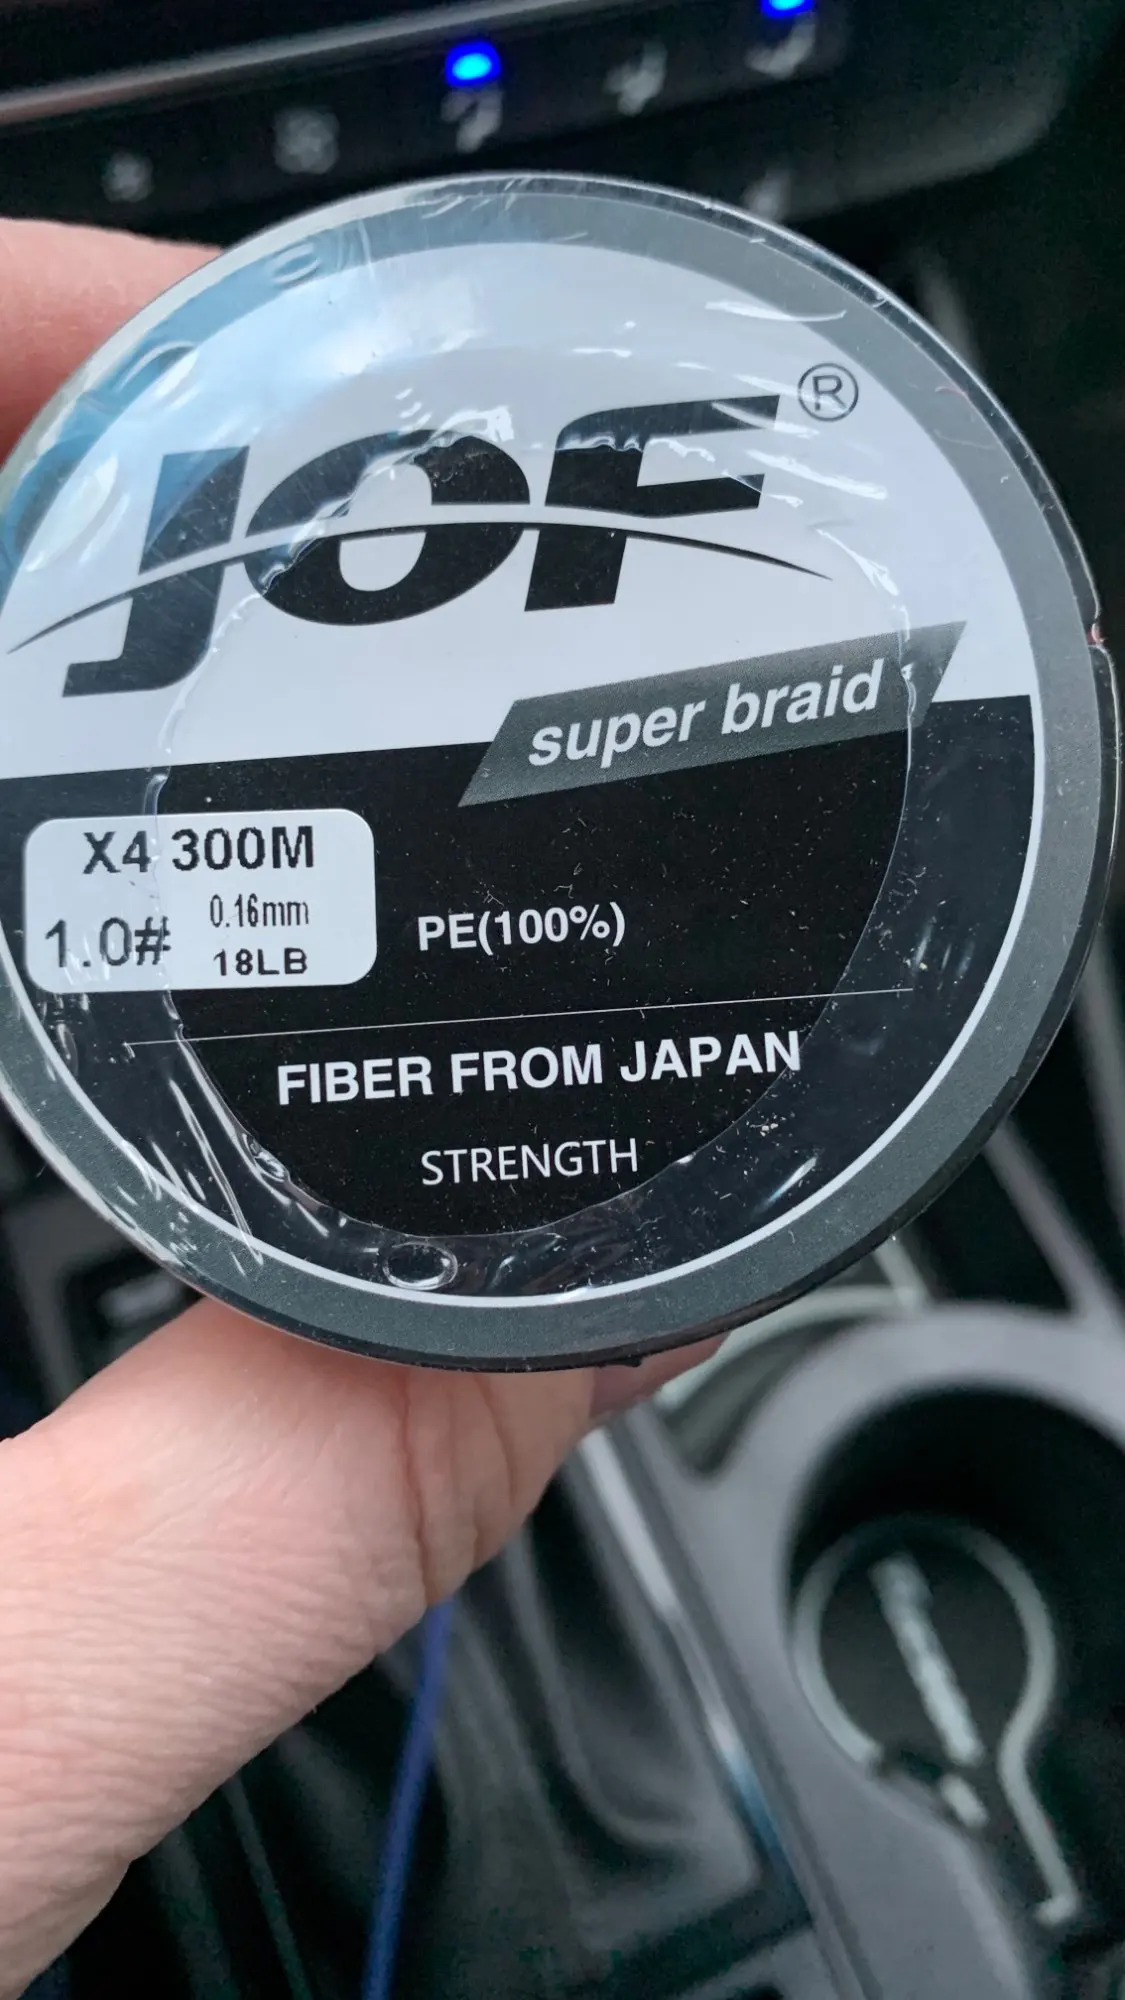 JOF®
super braid
X4 300M
1.0# 0.16mm
18LB
PE(100%)
FIBER FROM JAPAN
STRENGTH